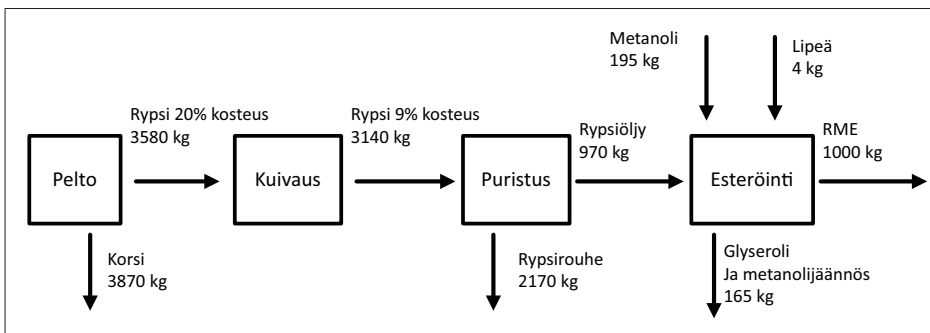 Metanoli
195 kg
Lipeä
4 kg
Rypsi 20% kosteus
3580 kg
Rypsi 9% kosteus
3140 kg
Rypsiöljy
970 kg
RME
1000 kg
Pelto
Kuivaus
Puristus
Esteröinti
Korsi
3870 kg
Rypsirouhe
2170 kg
Glyseroli
Ja metanolijäännös
165 kg